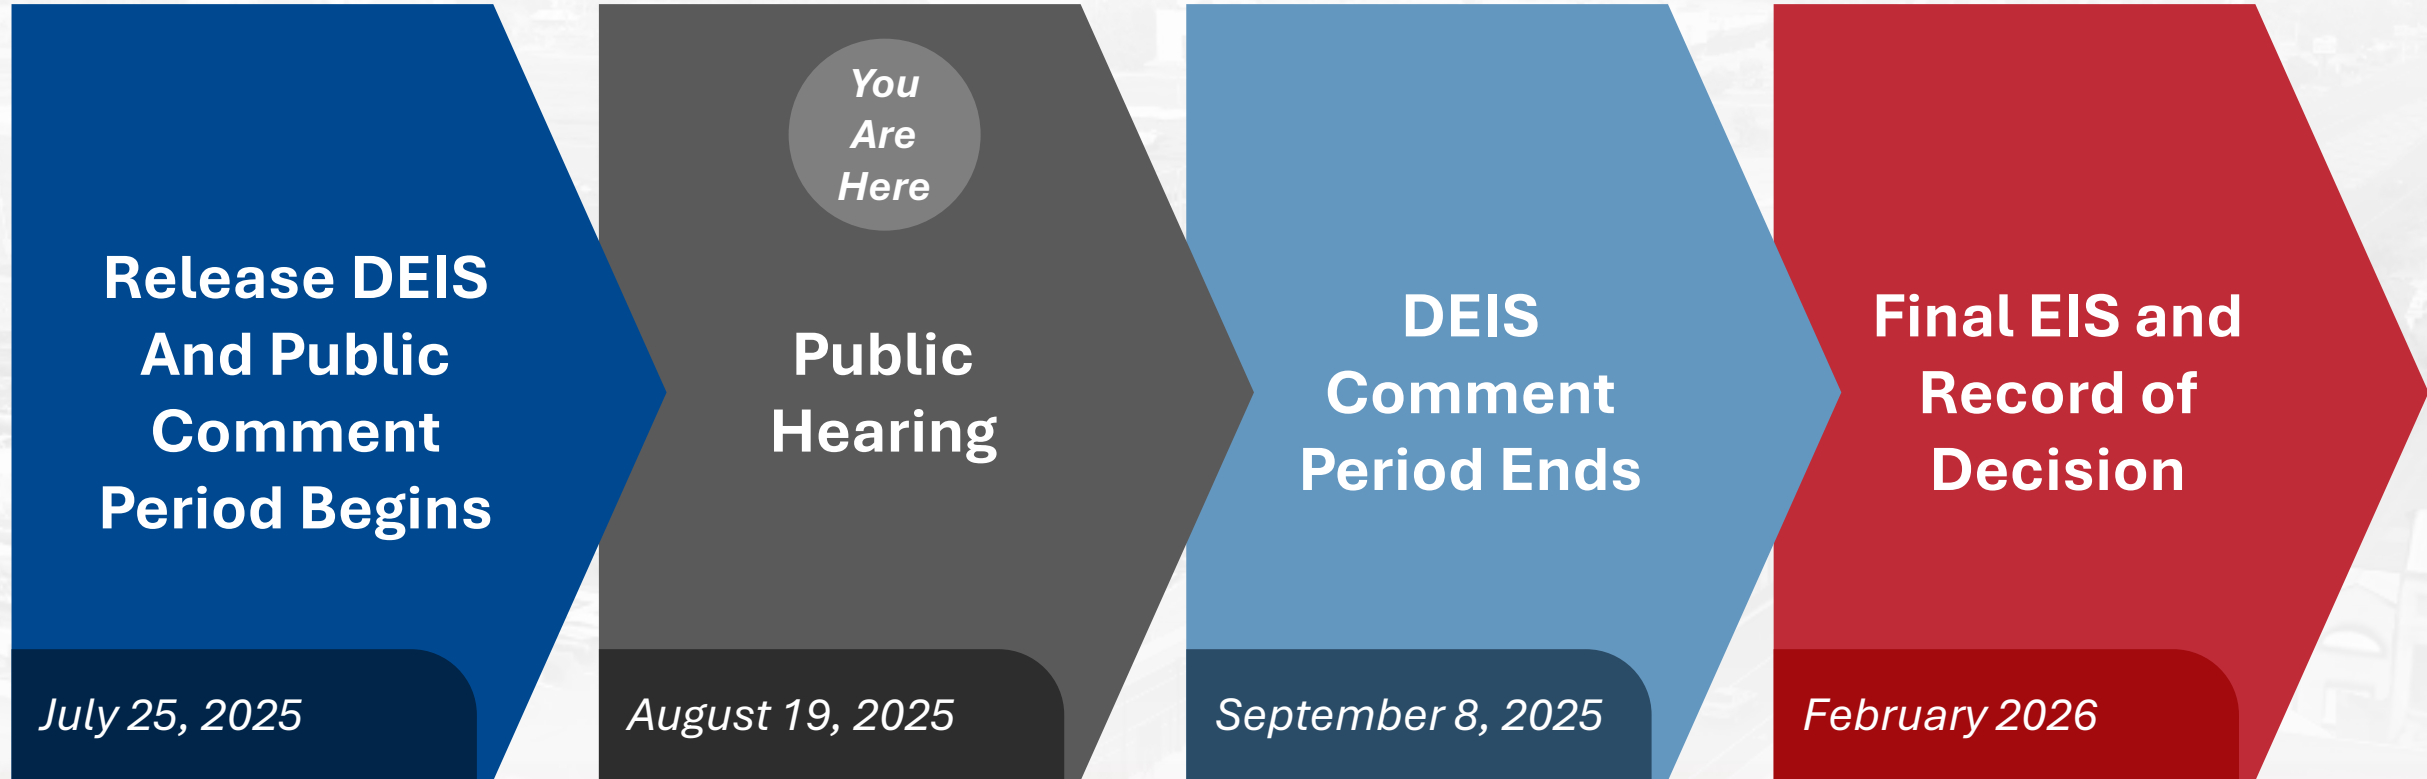 Release DEIS
And Public
Comment
Period Begins
July 25, 2025
You
Are
Here
Public
Hearing
August 19, 2025
DEIS
Comment
Period Ends
September 8, 2025
Final EIS and
Record of
Decision
February 2026